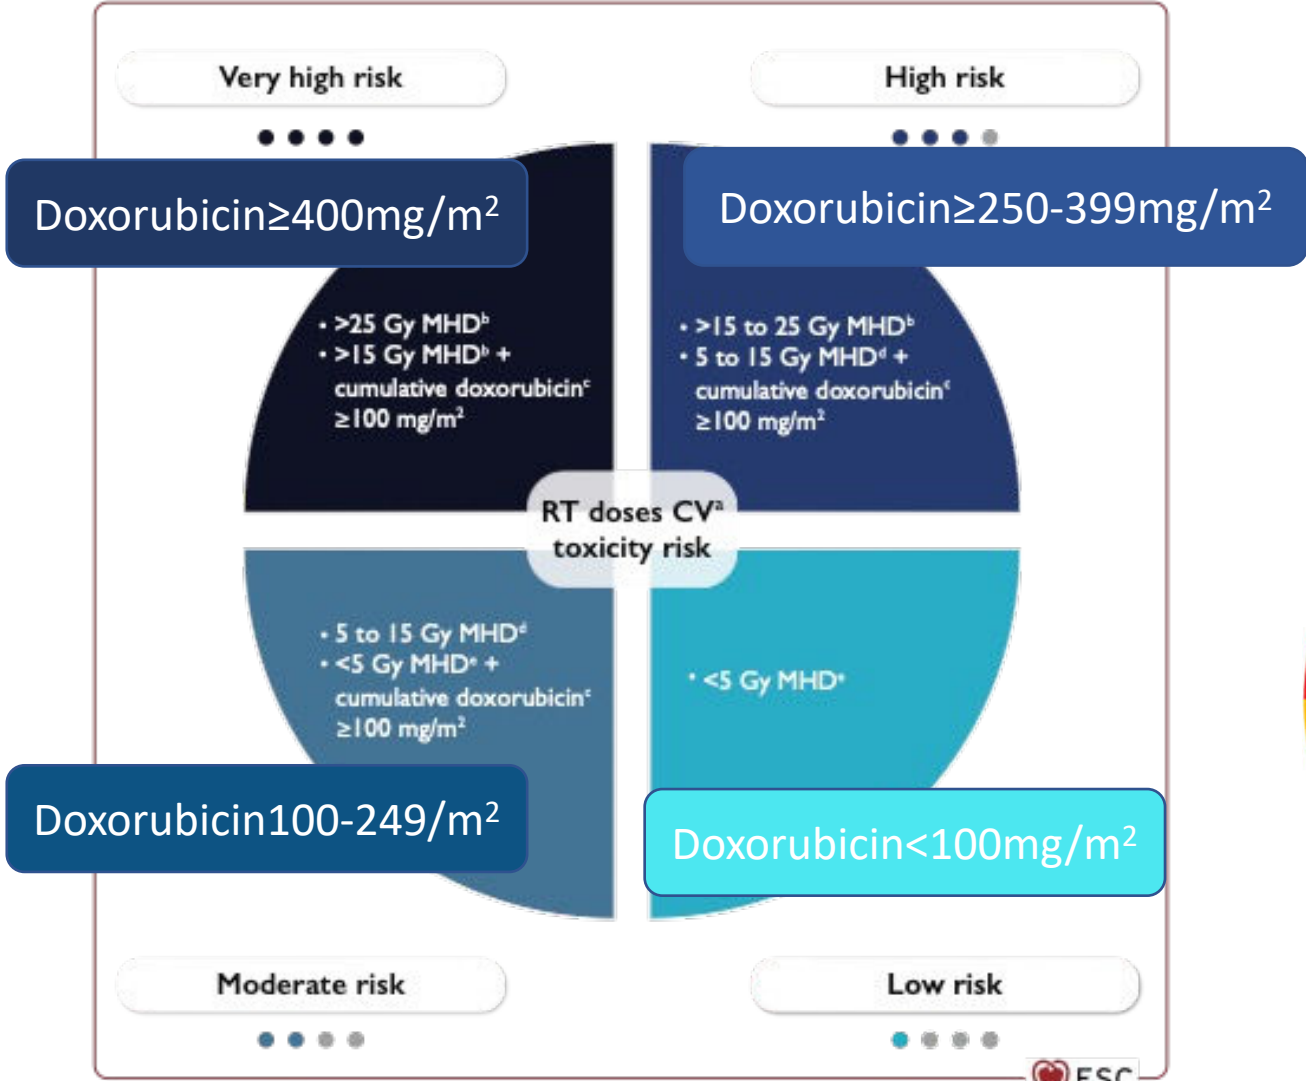 Very high risk
High risk
Doxorubicin≥400mg/m²
Doxorubicin≥250-399mg/m²
• >25 Gy MHDᵇ
• >15 Gy MHDᵇ +
cumulative doxorubicinᶜ
≥100 mg/m²
• >15 to 25 Gy MHDᵇ
• 5 to 15 Gy MHDᵈ +
cumulative doxorubicinᶜ
≥100 mg/m²
RT doses CVᵃ
toxicity risk
• 5 to 15 Gy MHDᵈ
• <5 Gy MHDᵉ +
cumulative doxorubicinᶜ
≥100 mg/m²
• <5 Gy MHDᵉ
Doxorubicin100-249/m²
Doxorubicin<100mg/m²
Moderate risk
Low risk
ESC